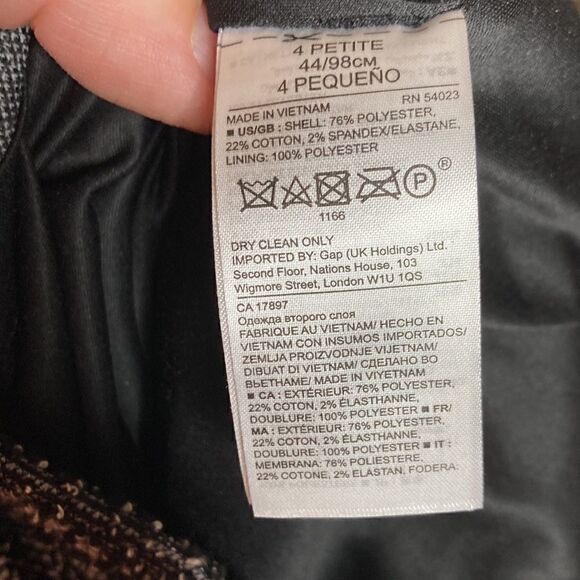 4 PETITE
44/98CM
4 PEQUEÑO
MADE IN VIETNAM RN 54023
■ US/GB : SHELL: 76% POLYESTER,
22% COTTON, 2% SPANDEX/ELASTANE,
LINING: 100% POLYESTER
P ®
1166
DRY CLEAN ONLY
IMPORTED BY: Gap (UK Holdings) Ltd.
Second Floor, Nations House, 103
Wigmore Street, London W1U 1QS
CA 17897
Одежда второго слоя
FABRIQUE AU VIETNAM/ HECHO EN
VIETNAM CON INSUMOS IMPORTADOS/
ZEMLJA PROIZVODNJE VIJETNAM/
DIBUAT DI VIETNAM/ СДЕЛАНО ВО
ВЬЕТНАМЕ/ MADE IN VIYETNAM
■ CA : EXTÉRIEUR: 76% POLYESTER,
22% COTON, 2% ÉLASTHANNE,
DOUBLURE: 100% POLYESTER ■ FR/
MA : EXTÉRIEUR: 76% POLYESTER,
22% COTON, 2% ÉLASTHANNE,
DOUBLURE: 100% POLYESTER ■ IT :
MEMBRANA: 76% POLIESTERE,
22% COTONE, 2% ELASTAN, FODERA: